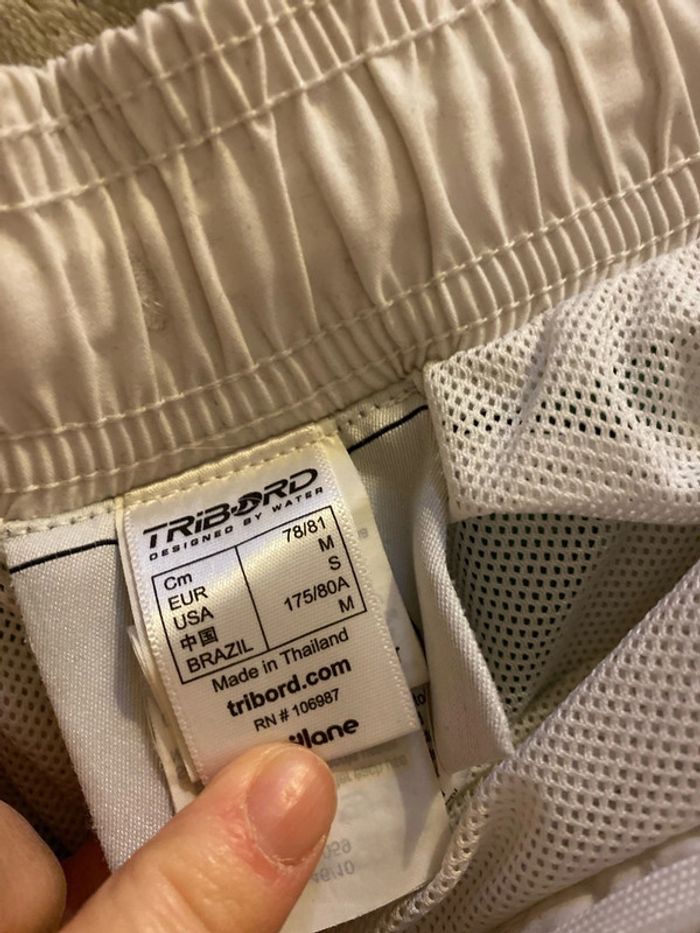 TRIBORD
DESIGNED BY WATER
Cm 78/81
EUR M
USA S
中国 175/80A
BRAZIL M
Made in Thailand
tribord.com
RN # 106987